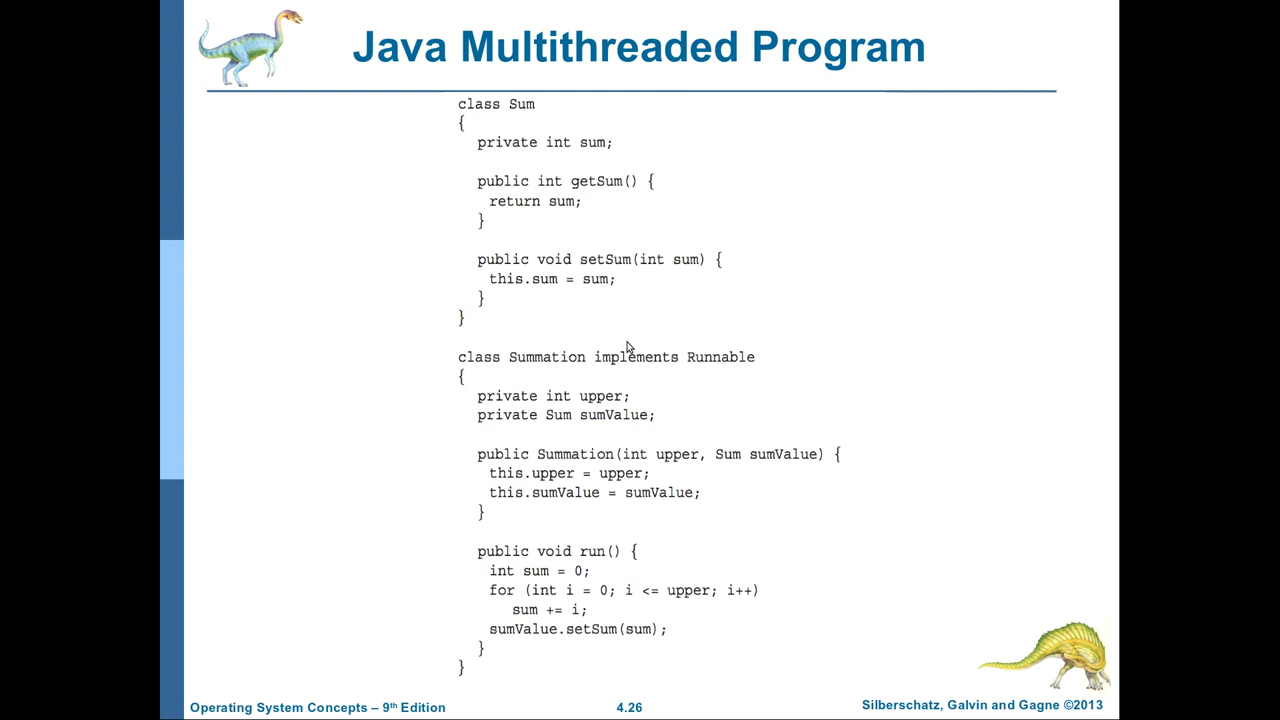 Java Multithreaded Program
class Sum
{
private int sum;
public int getSum() {
return sum;
}
public void setSum(int sum) {
this.sum = sum;
}
}
class Summation implements Runnable
{
private int upper;
private Sum sumValue;
public Summation(int upper, Sum sumValue) {
this.upper = upper;
this.sumValue = sumValue;
}
public void run() {
int sum = 0;
for (int i = 0; i <= upper; i++)
sum += i;
sumValue.setSum(sum);
}
}
Operating System Concepts – 9th Edition
4.26
Silberschatz, Galvin and Gagne ©2013